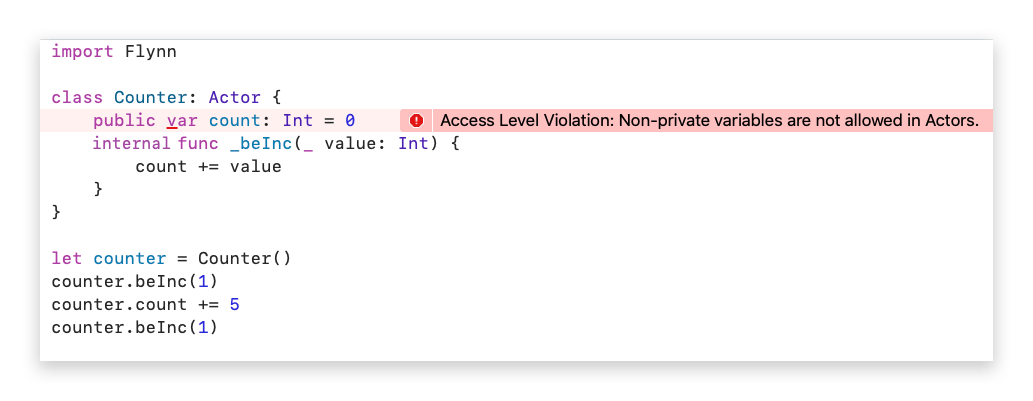 import Flynn
class Counter: Actor {
public var count: Int = 0 Access Level Violation: Non-private variables are not allowed in Actors.
internal func _beInc(_ value: Int) {
count += value
}
}
let counter = Counter()
counter.beInc(1)
counter.count += 5
counter.beInc(1)